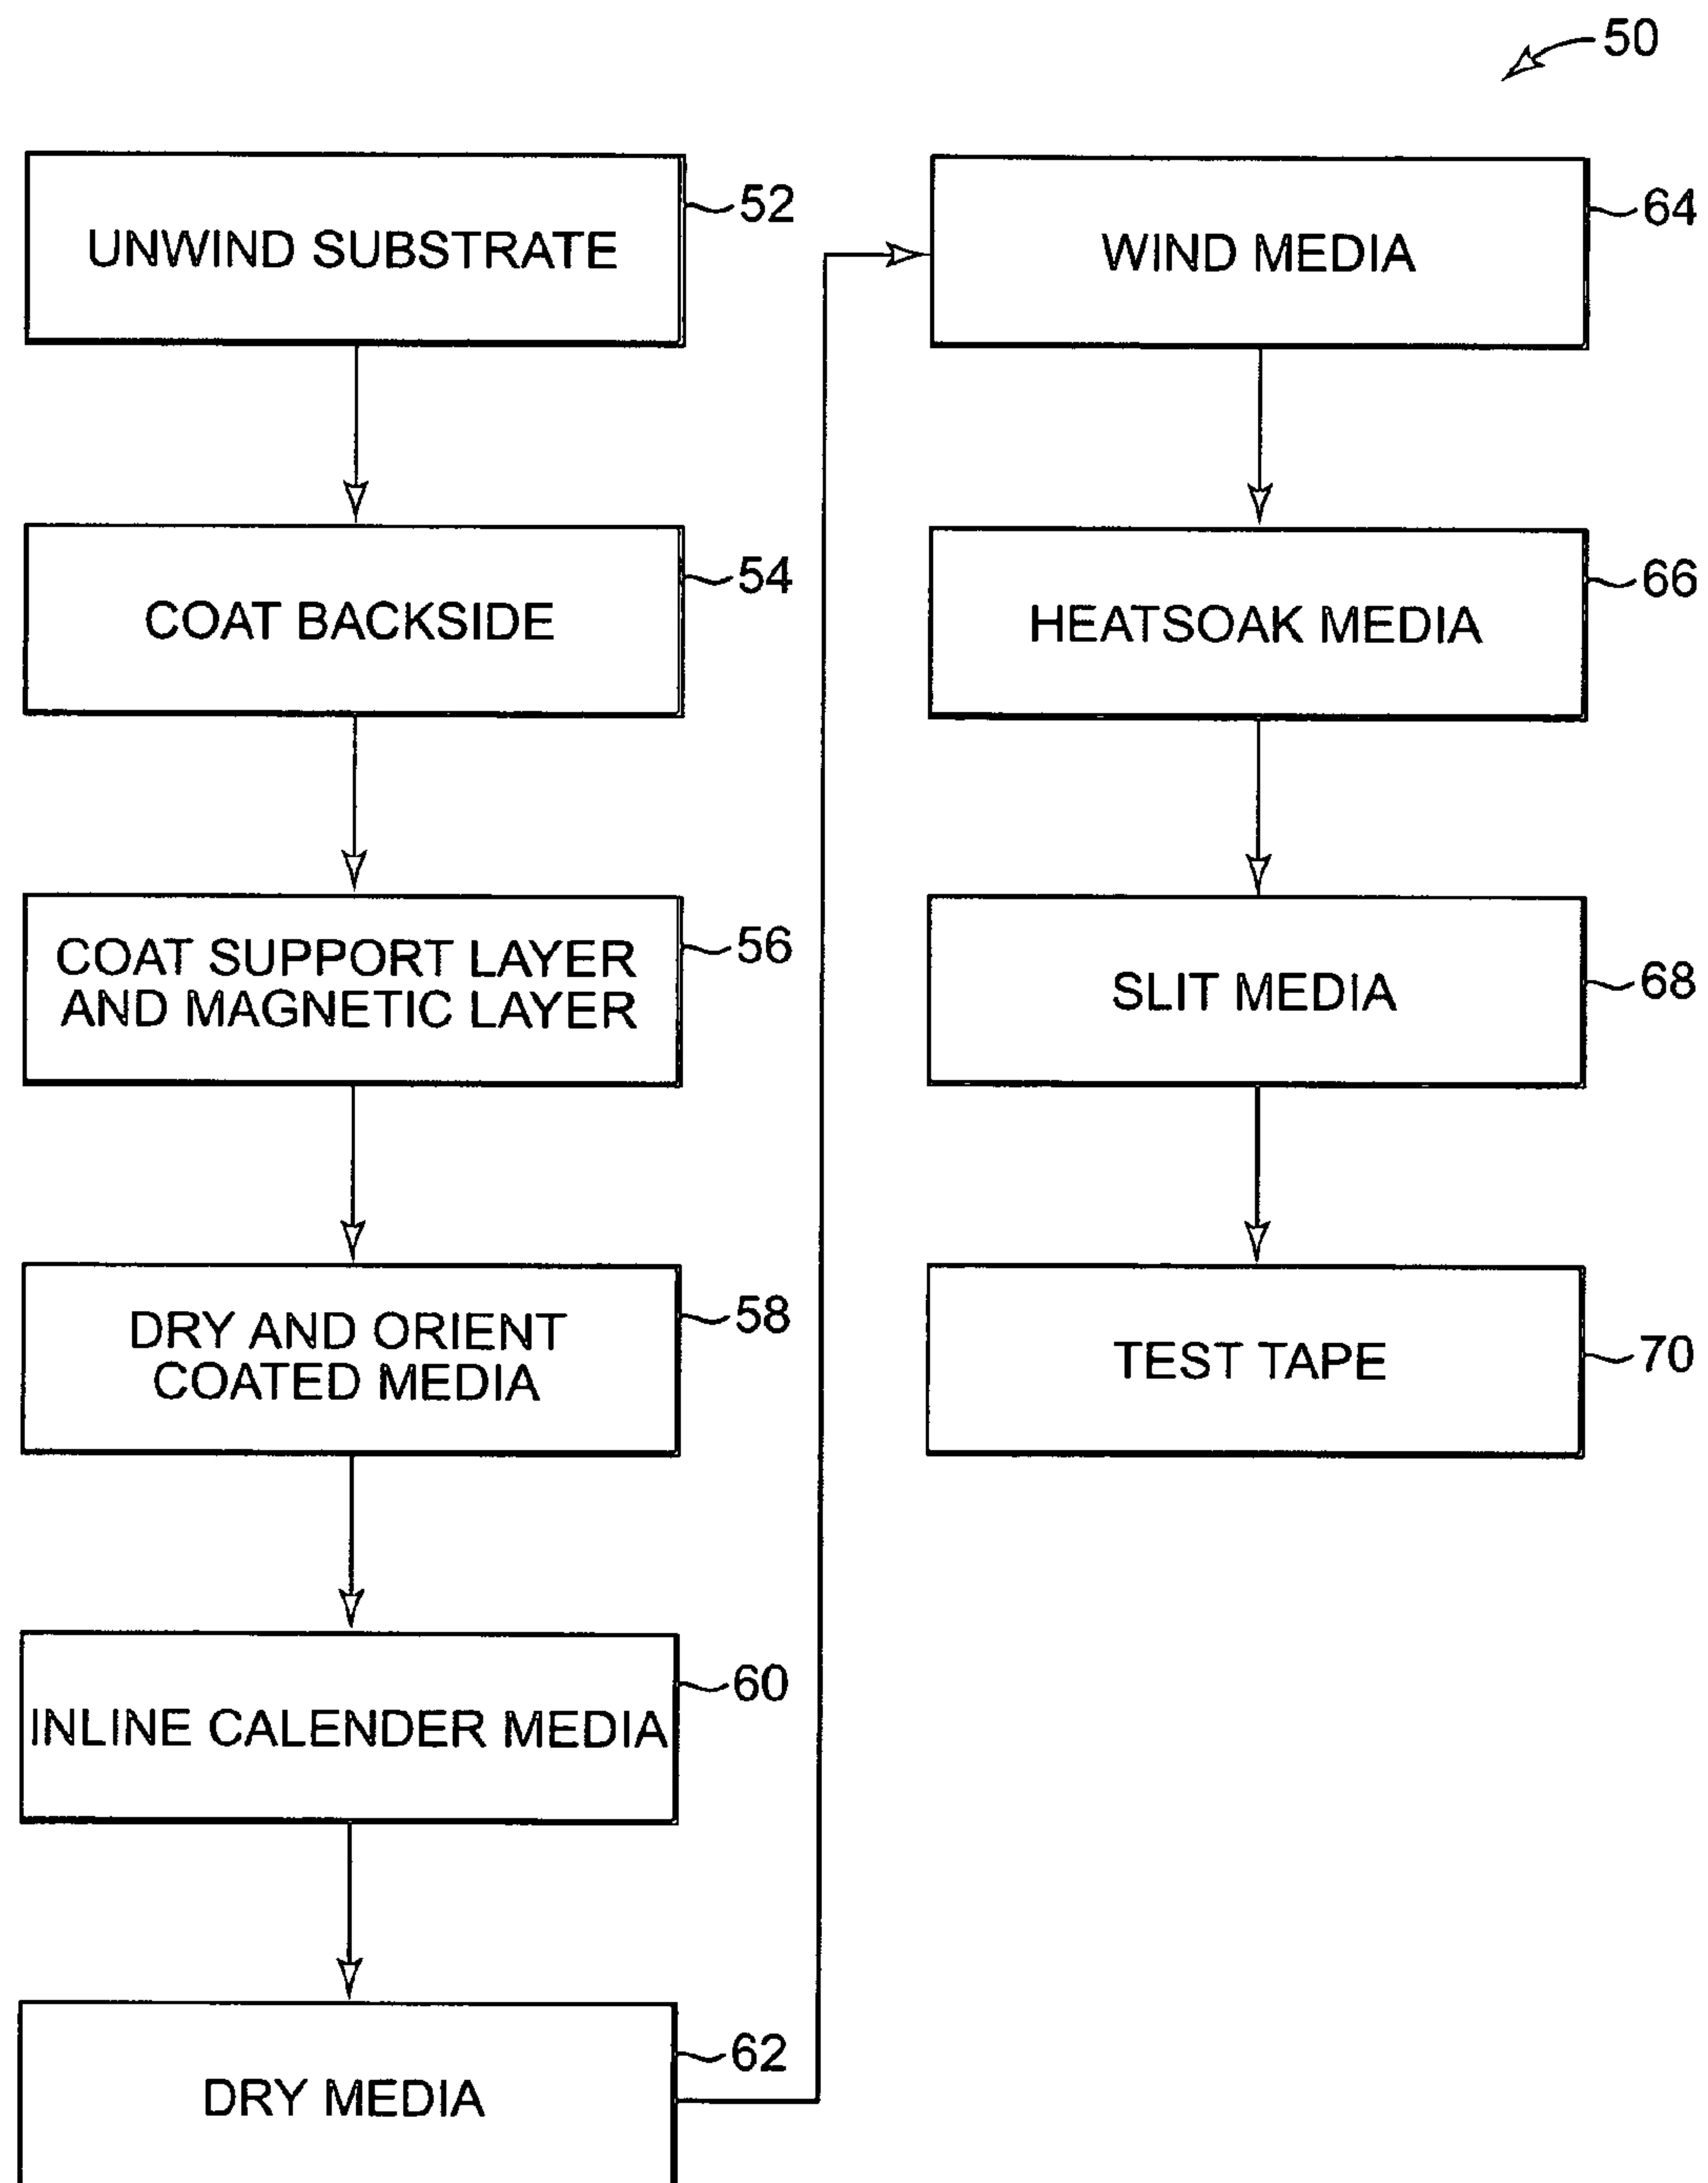 50
UNWIND SUBSTRATE
52
COAT BACKSIDE
54
COAT SUPPORT LAYER
AND MAGNETIC LAYER
56
DRY AND ORIENT
COATED MEDIA
58
INLINE CALENDER MEDIA
60
DRY MEDIA
62
WIND MEDIA
64
HEATSOAK MEDIA
66
SLIT MEDIA
68
TEST TAPE
70